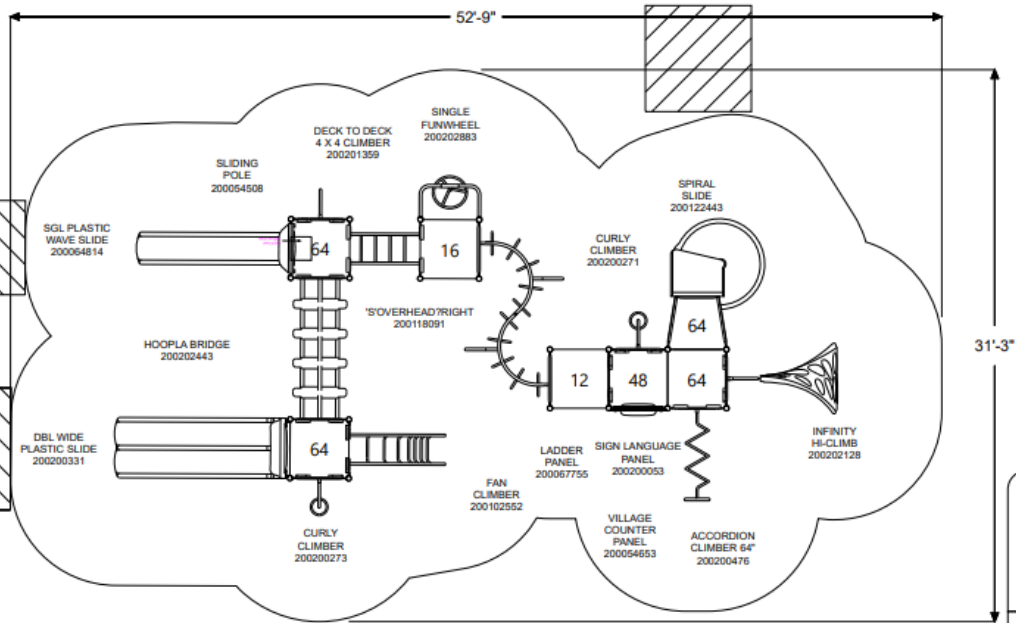 52'-9"
SINGLE
FUNWHEEL
200202883
DECK TO DECK
4 X 4 CLIMBER
200201359
SLIDING
POLE
200054508
SPIRAL
SLIDE
200122443
SGL PLASTIC
WAVE SLIDE
200064814
64
16
CURLY
CLIMBER
200200271
'S'OVERHEAD?RIGHT
200118091
64
HOOPLA BRIDGE
200202443
31'-3"
12
48
64
DBL WIDE
PLASTIC SLIDE
200200331
64
INFINITY
HI-CLIMB
200202128
LADDER
PANEL
200067755
SIGN LANGUAGE
PANEL
200200053
FAN
CLIMBER
200102552
CURLY
CLIMBER
200200273
VILLAGE
COUNTER
PANEL
200054653
ACCORDION
CLIMBER 64"
200200476